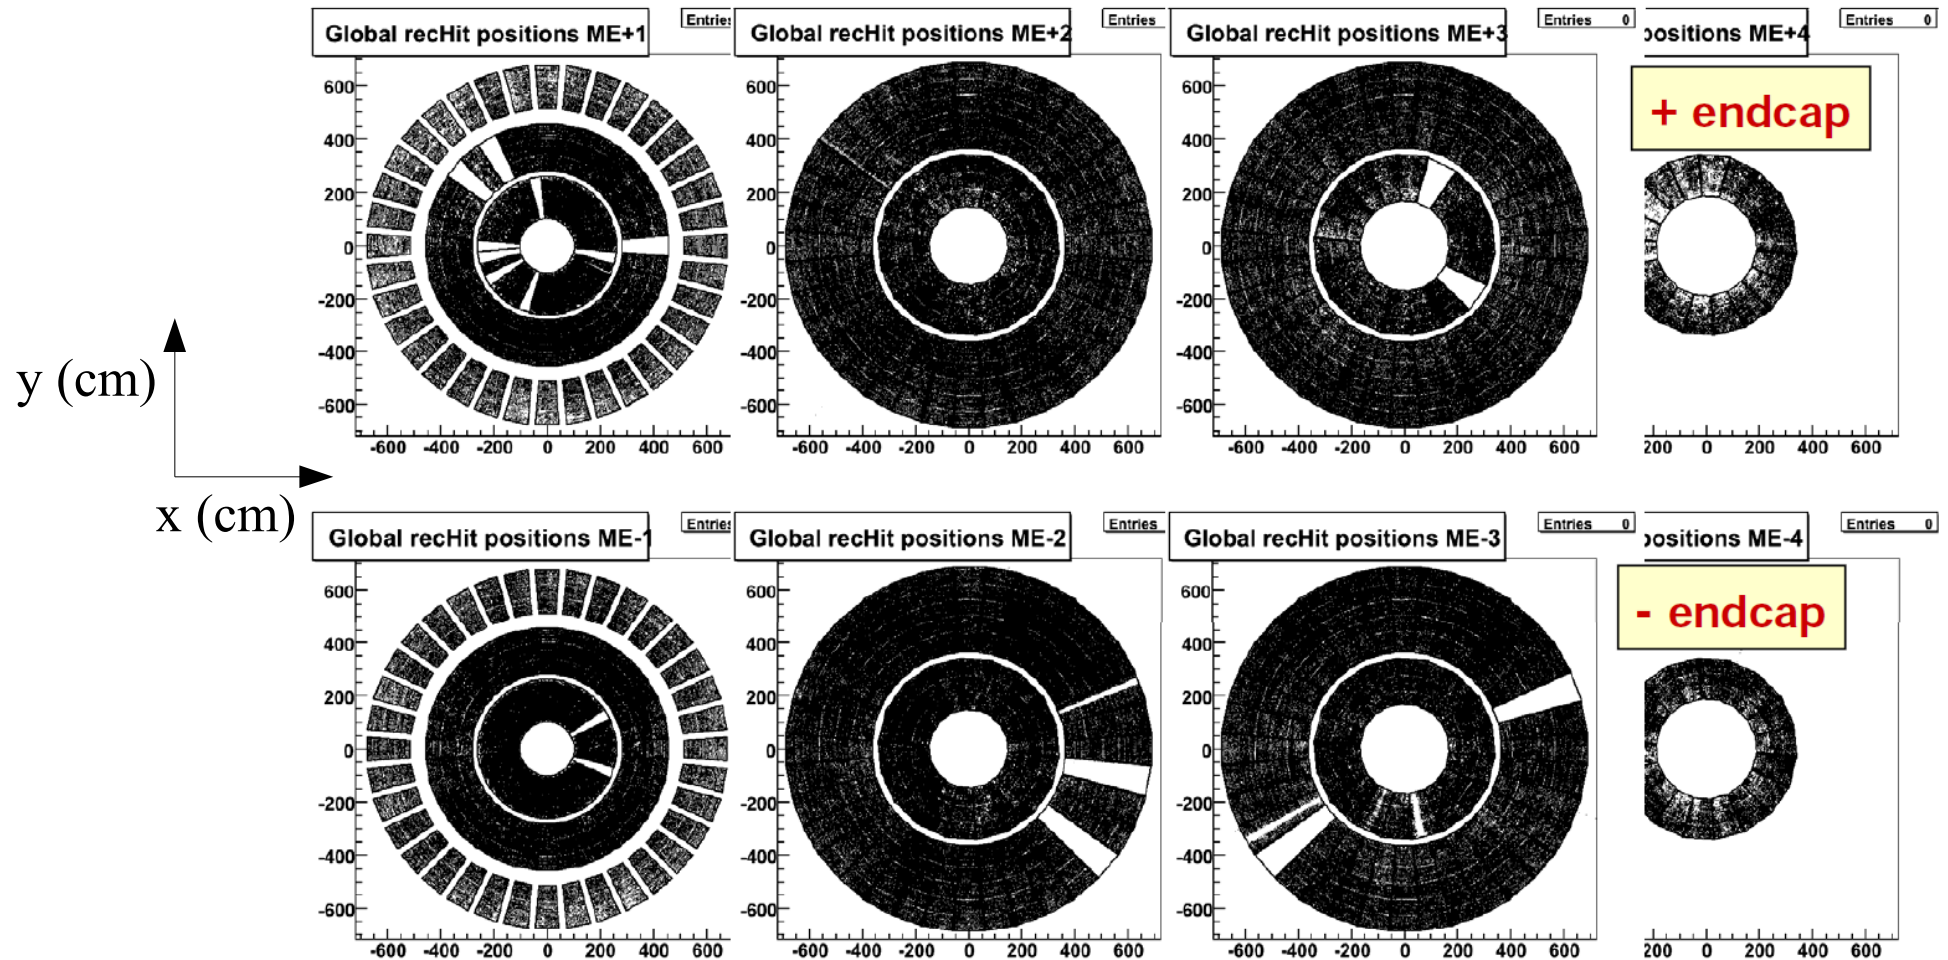 Global recHit positions ME+1
Entries
Global recHit positions ME+2
Entries
Global recHit positions ME+3
Entries 0
positions ME+4
Entries 0
+ endcap
600
400
200
0
-200
-400
-600
-600 -400 -200 0 200 400 600
600
400
200
0
-200
-400
-600
-600 -400 -200 0 200 400 600
600
400
200
0
-200
-400
-600
-600 -400 -200 0 200 400 600
200 0 200 400 600
y (cm)
x (cm)
Global recHit positions ME-1
Entries
Global recHit positions ME-2
Entries
Global recHit positions ME-3
Entries 0
positions ME-4
Entries 0
- endcap
600
400
200
0
-200
-400
-600
-600 -400 -200 0 200 400 600
600
400
200
0
-200
-400
-600
-600 -400 -200 0 200 400 600
600
400
200
0
-200
-400
-600
-600 -400 -200 0 200 400 600
200 0 200 400 600